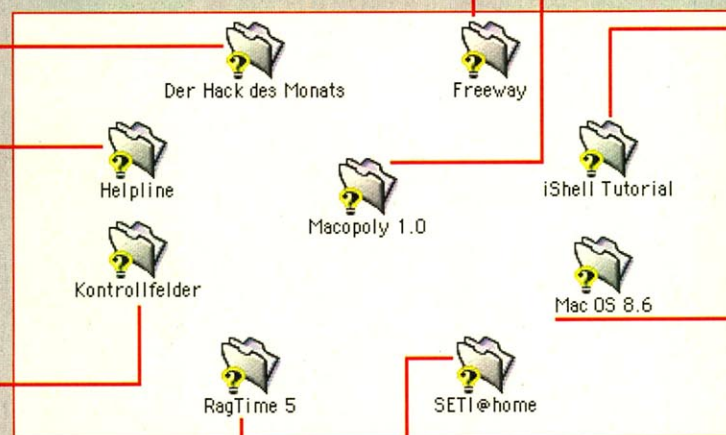 Der Hack des Monats
Freeway
Helpline
iShell Tutorial
Macopoly 1.0
Kontrollfelder
Mac OS 8.6
RagTime 5
SETI@home